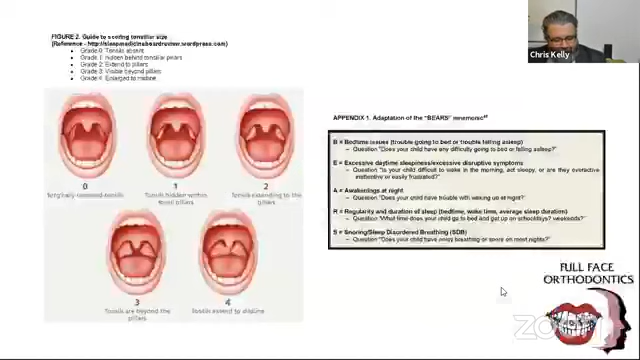 FIGURE 2. Guide to scoring tonsillar size
(Reference - http://sleepmedicineboardreview.wordpress.com)
Grade 0 Tonsils absent
Grade 1 Hidden behind tonsillar pillars
Grade 2 Extend to pillars
Grade 3 Visible beyond pillars
Grade 4 Enlarged to midline
0
Surgically removed tonsils
1
Tonsils hidden within
tonsil pillars
2
Tonsils extending to the
pillars
3
Tonsils are beyond the
pillars
4
Tonsils extend to midline
Chris Kelly
APPENDIX 1. Adaptation of the "BEARS" mnemonic
B = Bedtime issues (trouble going to bed or trouble falling asleep)
– Question "Does your child have any difficulty going to bed or falling asleep?"
E = Excessive daytime sleepiness/excessive disruptive symptoms
– Question "Is your child difficult to wake in the morning, act sleepy, or are they overactive
inattentive or easily frustrated?"
A = Awakenings at night
– Question "Does your child have trouble with waking up at night?"
R = Regularity and duration of sleep (bedtime, wake time, average sleep duration)
– Question "What time does your child go to bed and get up on schooldays? weekends?"
S = Snoring/Sleep Disordered Breathing (SDB)
– Question "Does your child have noisy breathing or snore on most nights?"
FULL FACE
ORTHODONTICS
zoom